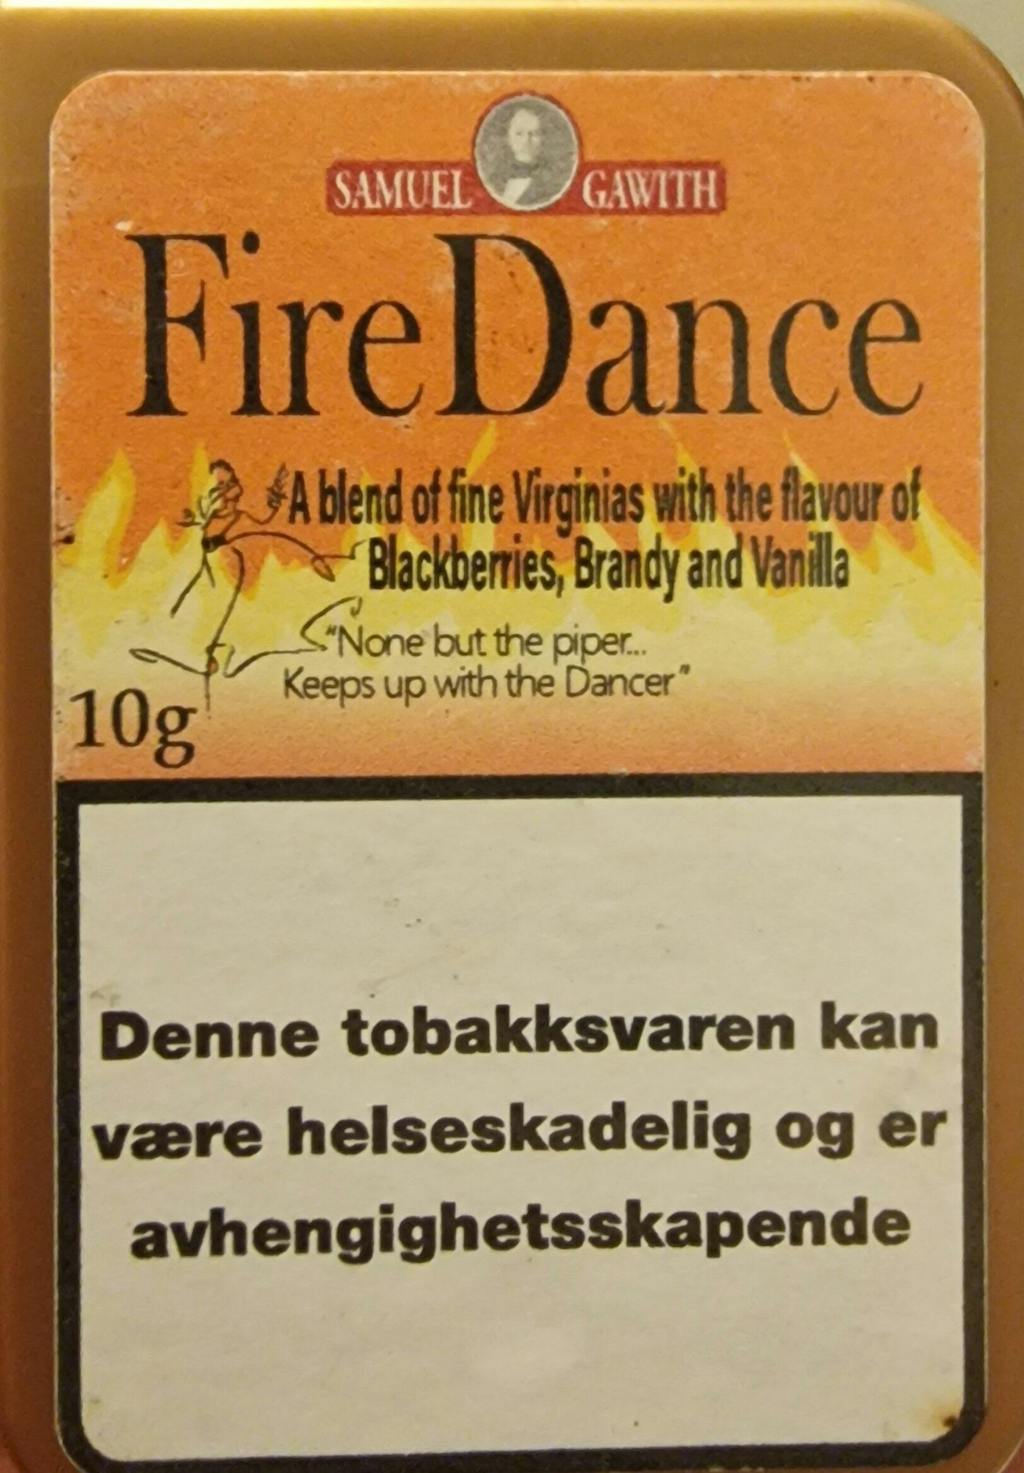 SAMUEL GAWITH
FireDance
A blend of fine Virginias with the flavour of
Blackberries, Brandy and Vanilla
"None but the piper...
Keeps up with the Dancer"
10g
Denne tobakksvaren kan
være helseskadelig og er
avhengighetsskapende